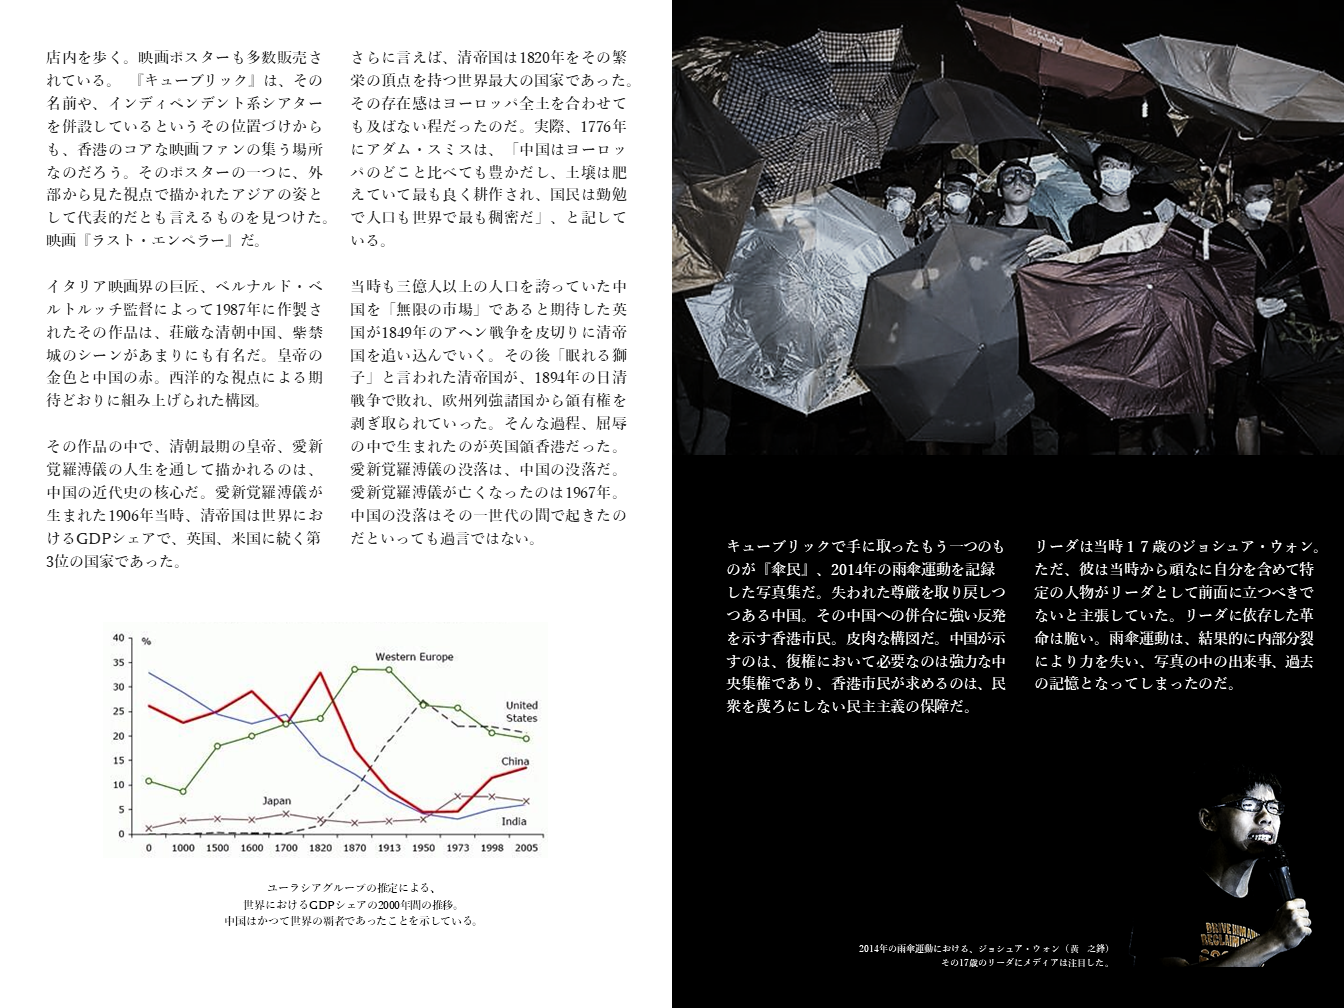 店内を歩く。映画ポスターも多数販売さ
れている。 『キューブリック』は、その
名前や、インディペンデント系シアター
を併設しているというその位置づけから
も、香港のコアな映画ファンの集う場所
なのだろう。そのポスターの一つに、外
部から見た視点で描かれたアジアの姿と
して代表的だとも言えるものを見つけた。
映画『ラスト・エンペラー』だ。
イタリア映画界の巨匠、ベルナルド・ベ
ルトルッチ監督によって1987年に作製さ
れたその作品は、荘厳な清朝中国、紫禁
城のシーンがあまりにも有名だ。皇帝の
金色と中国の赤。西洋的な視点による期
待どおりに組み上げられた構図。
その作品の中で、清朝最期の皇帝、愛新
覚羅溥儀の人生を通して描かれるのは、
中国の近代史の核心だ。愛新覚羅溥儀が
生まれた1906年当時、清帝国は世界にお
けるGDPシェアで、英国、米国に続く第
3位の国家であった。
さらに言えば、清帝国は1820年をその繁
栄の頂点を持つ世界最大の国家であった。
その存在感はヨーロッパ全土を合わせて
も及ばない程だったのだ。実際、1776年
にアダム・スミスは、「中国はヨーロッ
パのどこと比べても豊かだし、土壌は肥
えていて最も良く耕作され、国民は勤勉
で人口も世界で最も稠密だ」、と記して
いる。
当時も三億人以上の人口を誇っていた中
国を「無限の市場」であると期待した英
国が1849年のアヘン戦争を皮切りに清帝
国を追い込んでいく。その後「眠れる獅
子」と言われた清帝国が、1894年の日清
戦争で敗れ、欧州列強諸国から領有権を
剥ぎ取られていった。そんな過程、屈辱
の中で生まれたのが英国領香港だった。
愛新覚羅溥儀の没落は、中国の没落だ。
愛新覚羅溥儀が亡くなったのは1967年。
中国の没落はその一世代の間で起きたの
だといっても過言ではない。
40 %
35
30
25
20
15
10
5
0
Western Europe
United
States
China
Japan
India
0 1000 1500 1600 1700 1820 1870 1913 1950 1973 1998 2005
ユーラシアグループの推定による、
世界におけるGDPシェアの2000年間の推移。
中国はかつて世界の覇者であったことを示している。
キューブリックで手に取ったもう一つのも
のが『傘民』、2014年の雨傘運動を記録
した写真集だ。失われた尊厳を取り戻しつ
つある中国。その中国への併合に強い反発
を示す香港市民。皮肉な構図だ。中国が示
すのは、復権において必要なのは強力な中
央集権であり、香港市民が求めるのは、民
衆を蔑ろにしない民主主義の保障だ。
リーダは当時１７歳のジョシュア・ウォン。
ただ、彼は当時から頑なに自分を含めて特
定の人物がリーダとして前面に立つべきで
ないと主張していた。リーダに依存した革
命は脆い。雨傘運動は、結果的に内部分裂
により力を失い、写真の中の出来事、過去
の記憶となってしまったのだ。
2014年の雨傘運動における、ジョシュア・ウォン（黄 之鋒）
その17歳のリーダにメディアは注目した。